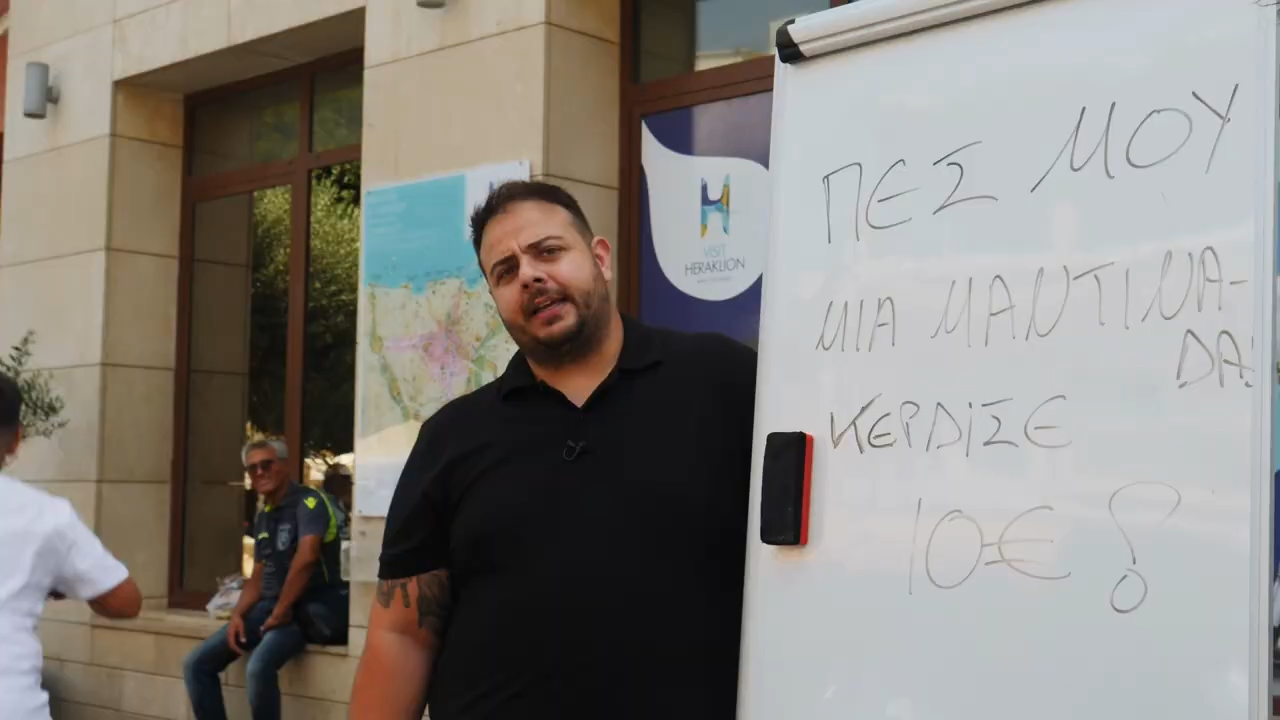 VISIT
HERAKLION
ΠΕΣ ΜΟΥ
ΜΙΑ ΜΑΝΤΙΝΑ-
ΔΑ!
ΚΕΡΔΙΣΕ
10€!